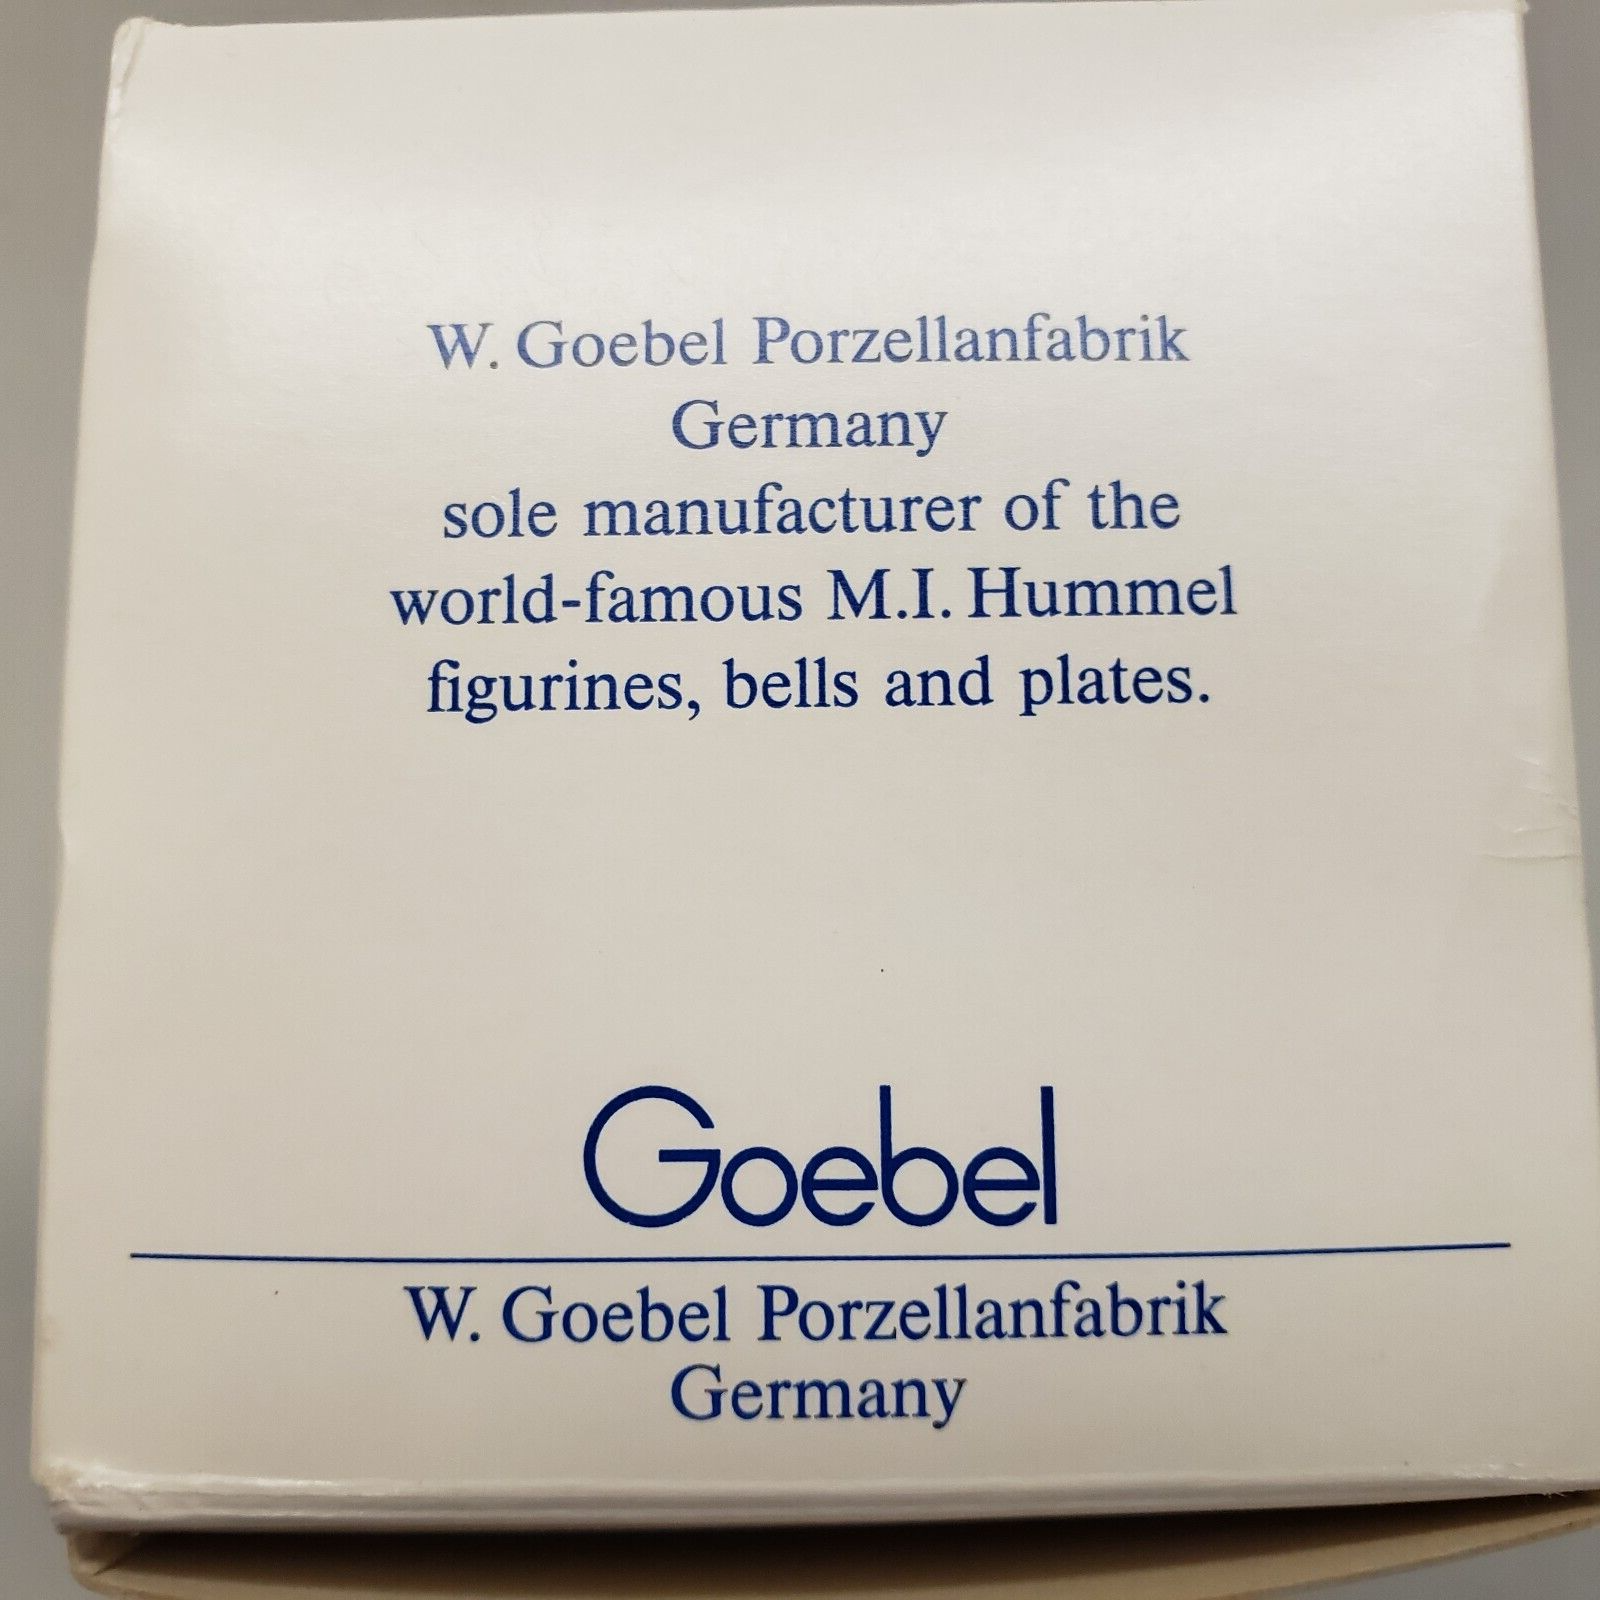 W. Goebel Porzellanfabrik
Germany
sole manufacturer of the
world-famous M.I. Hummel
figurines, bells and plates.
Goebel
W. Goebel Porzellanfabrik
Germany